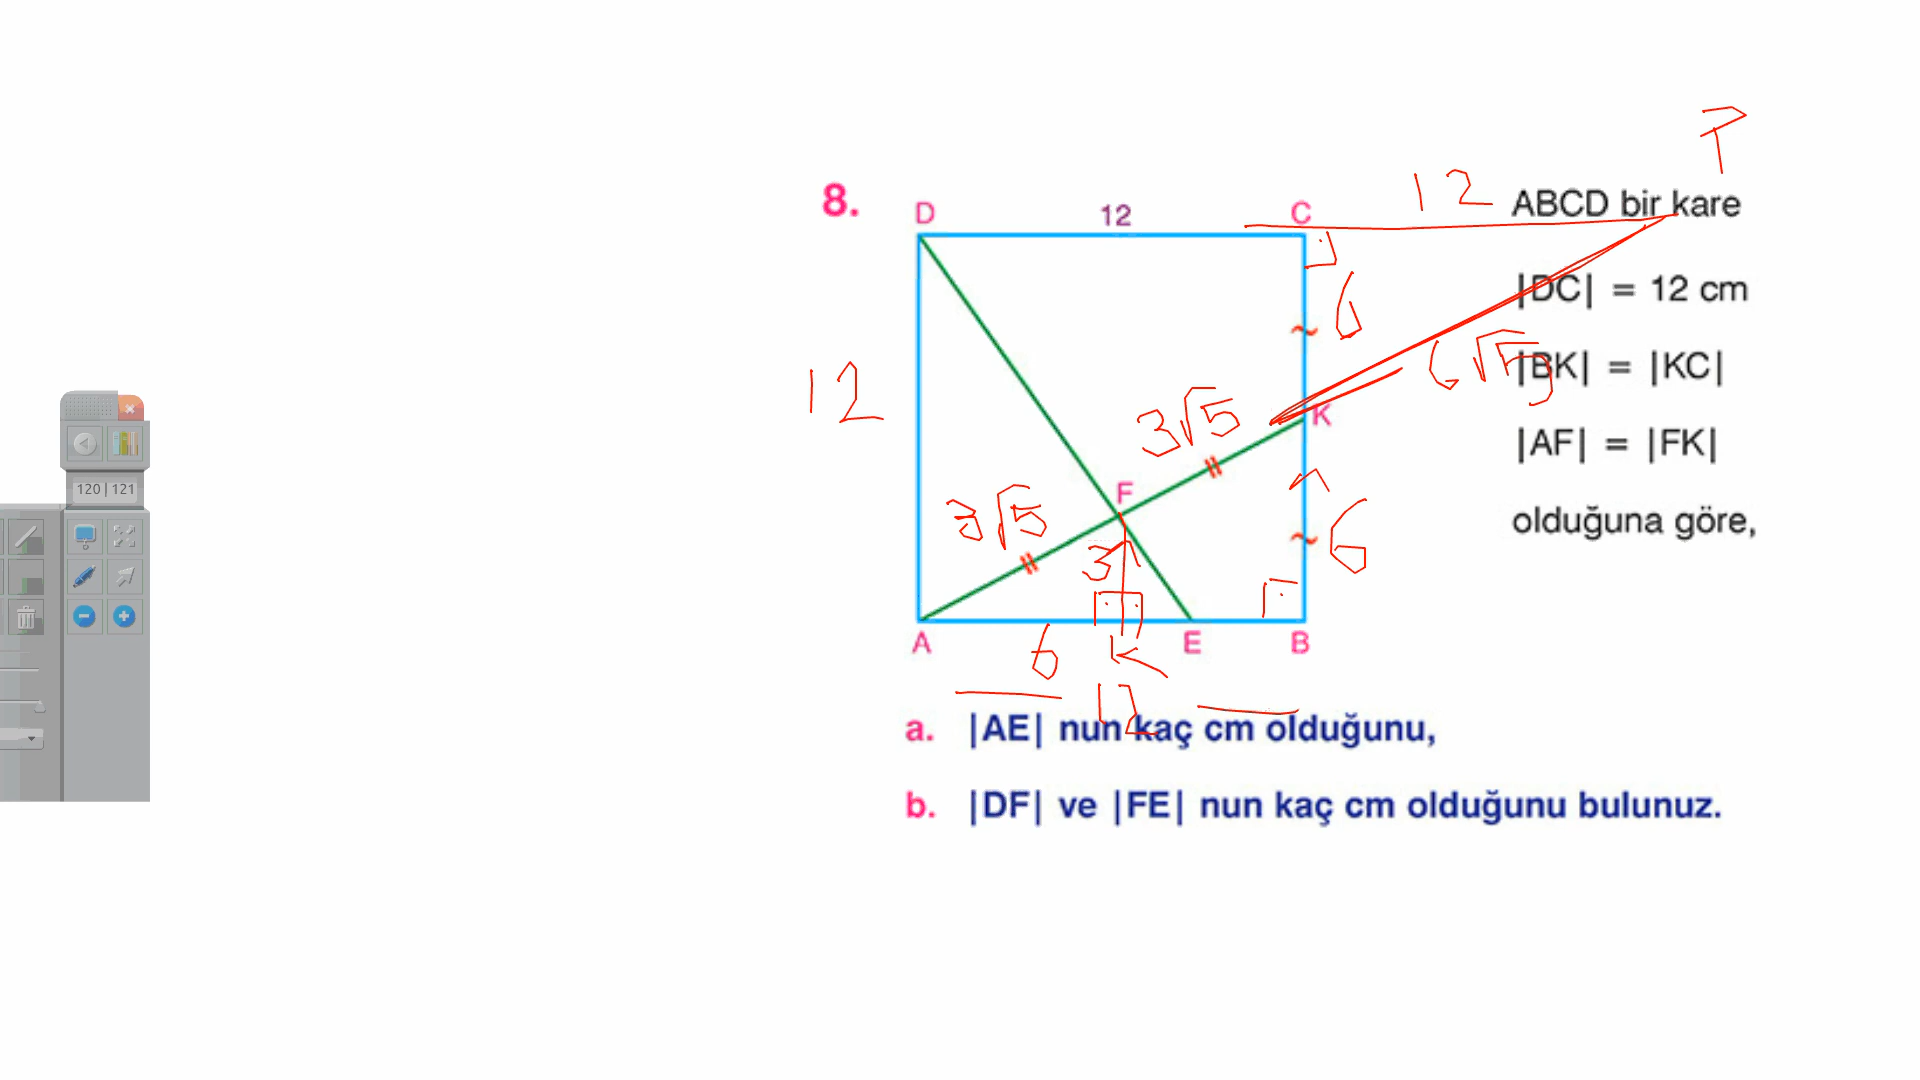 T
12
8.
D 12 C
ABCD bir kare
6
|DC| = 12 cm
12
6√5
|BK| = |KC|
3√5
K
|AF| = |FK|
120 | 121
F
3√5
6
olduğuna göre,
3
A E B
6
K
12
a. |AE| nun kaç cm olduğunu,
b. |DF| ve |FE| nun kaç cm olduğunu bulunuz.